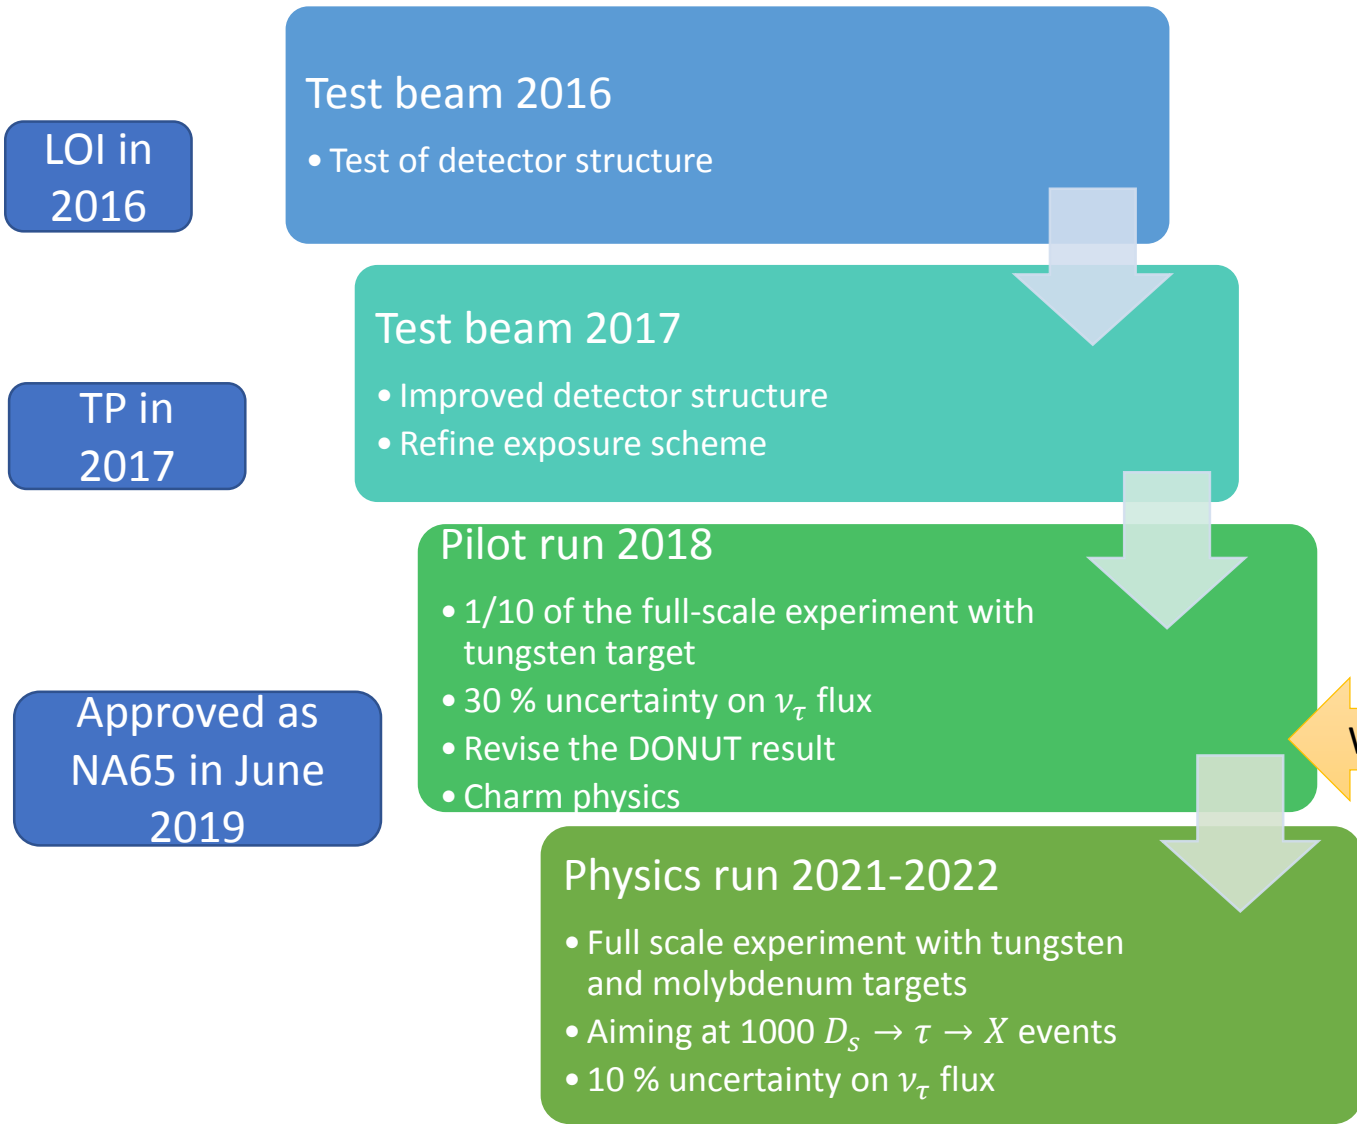 Test beam 2016
• Test of detector structure
LOI in
2016
Test beam 2017
• Improved detector structure
• Refine exposure scheme
TP in
2017
Pilot run 2018
• 1/10 of the full-scale experiment with
tungsten target
• 30 % uncertainty on ν_τ flux
• Revise the DONUT result
• Charm physics
Approved as
NA65 in June
2019
Physics run 2021-2022
• Full scale experiment with tungsten
and molybdenum targets
• Aiming at 1000 D_s → τ → X events
• 10 % uncertainty on ν_τ flux